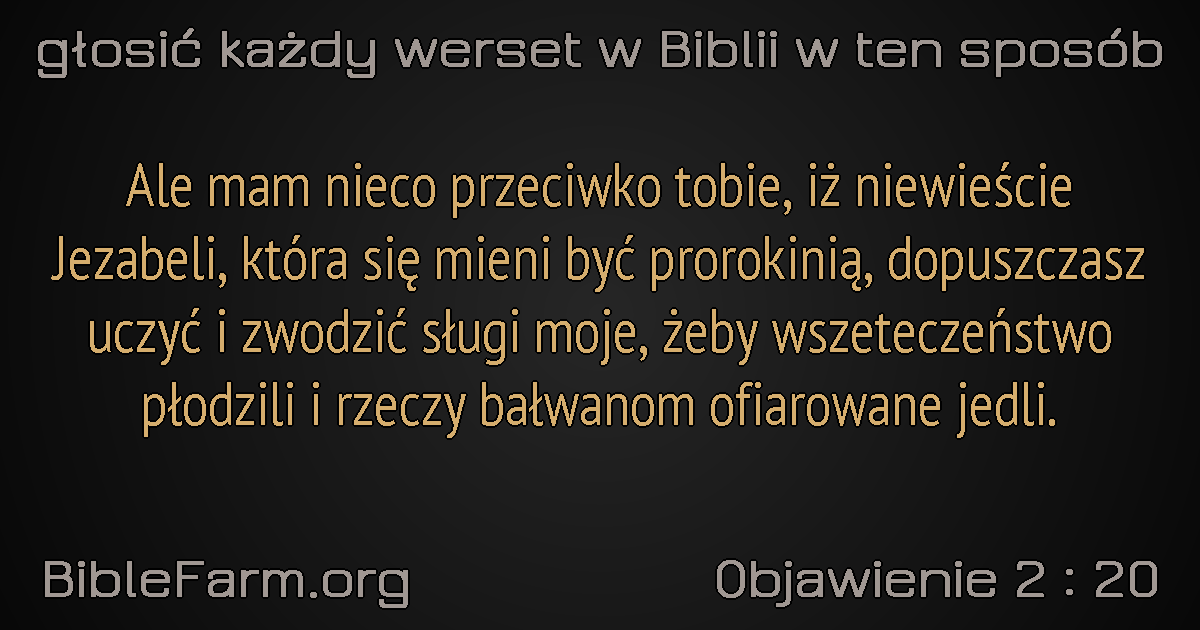 głosić każdy werset w Biblii w ten sposób
Ale mam nieco przeciwko tobie, iż niewieście
Jezabeli, która się mieni być prorokinią, dopuszczasz
uczyć i zwodzić sługi moje, żeby wszeteczeństwo
płodzili i rzeczy bałwanom ofiarowane jedli.
BibleFarm.org
Objawienie 2 : 20